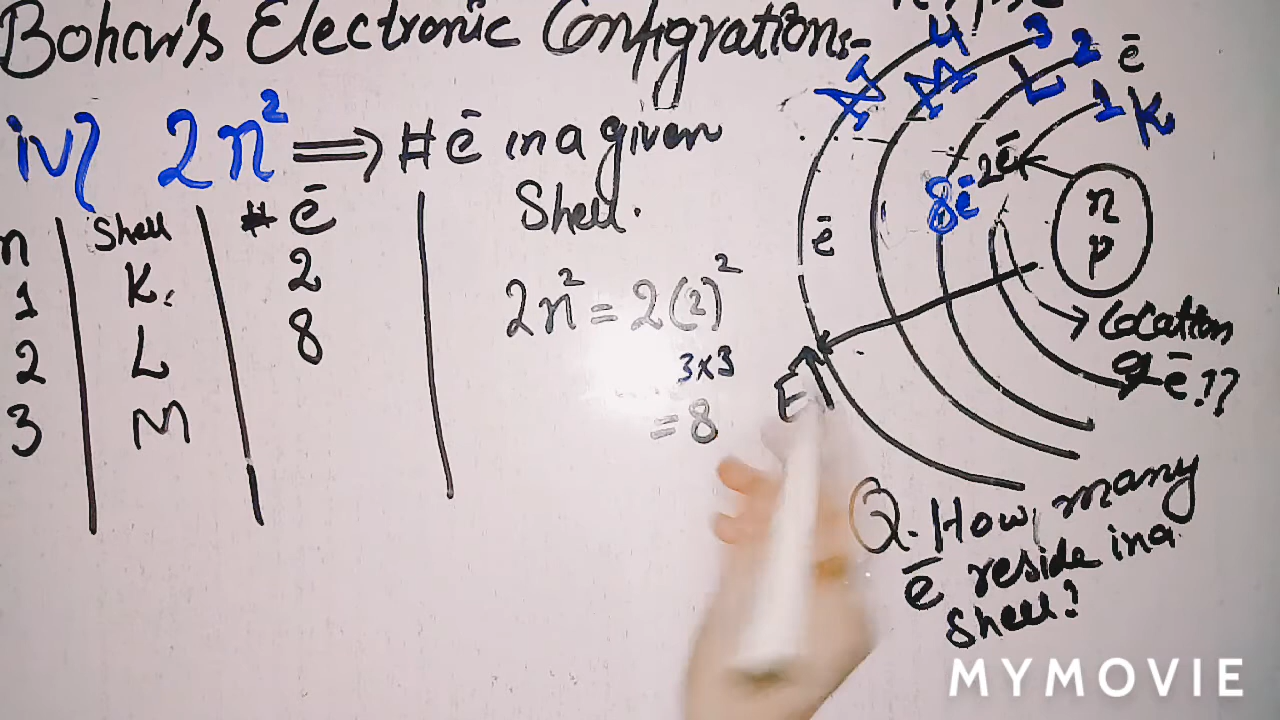 Bohar's Electronic Configrations:-
iv) 2n² ⟹ # ē in a given
Shell.
n Shell # ē
1 K. 2
2 L 8
3 M
2n² = 2(2)²
3x3
= 8
N M L K
4 3 2 1
ē
2ē
8ē
ē
n
p
E
location
of ē??
Q. How many
ē reside in a
Shell?
MYMOVIE